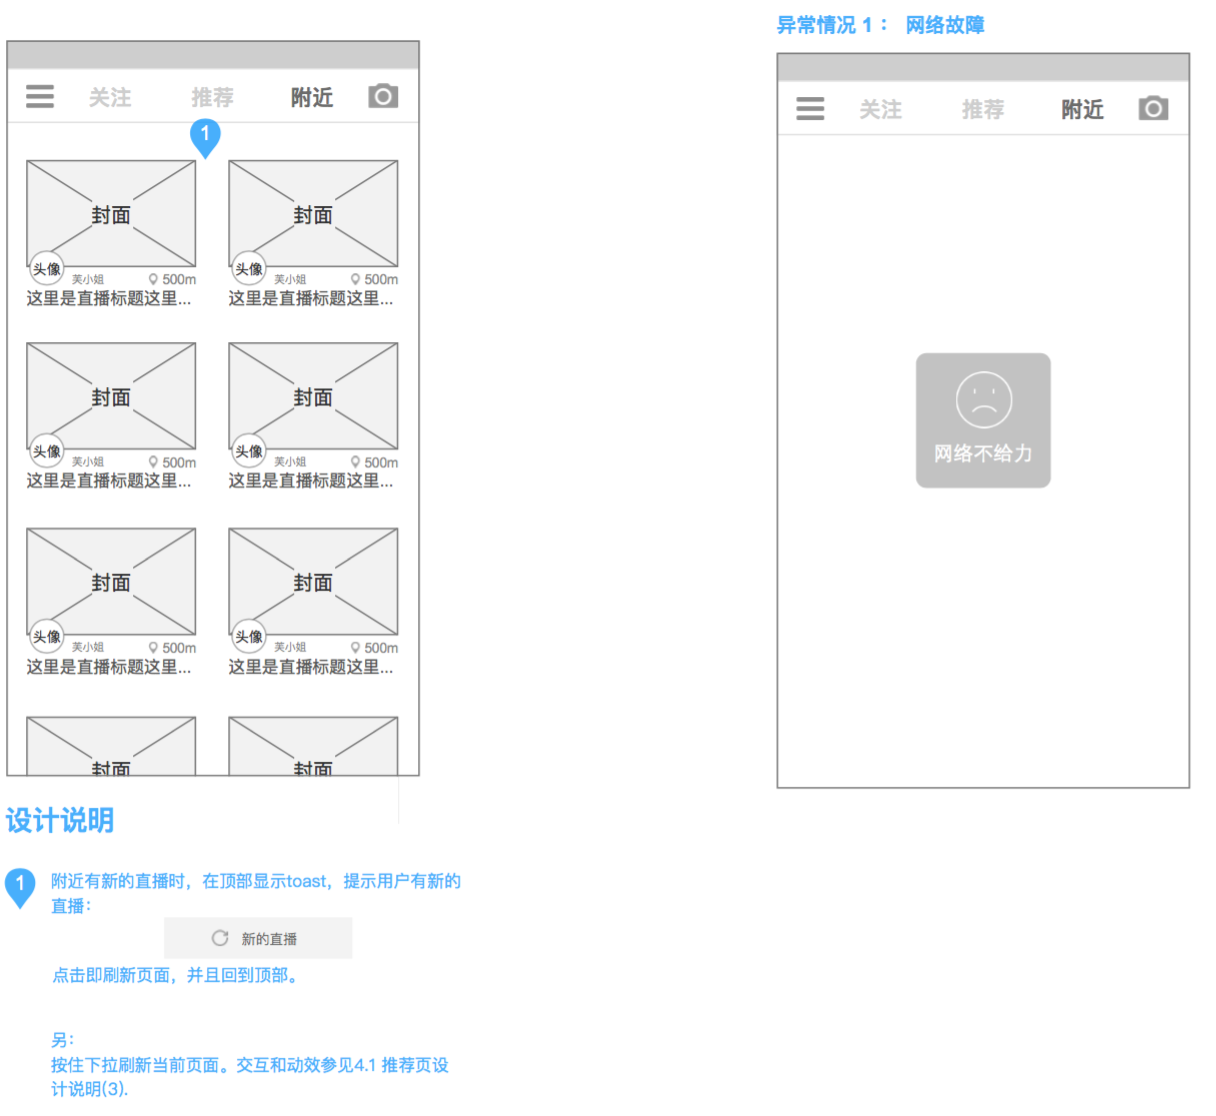 异常情况 1： 网络故障
关注 推荐 附近
1
封面 封面
头像 芙小姐 500m 头像 芙小姐 500m
这里是直播标题这里... 这里是直播标题这里...
封面 封面
头像 芙小姐 500m 头像 芙小姐 500m
这里是直播标题这里... 这里是直播标题这里...
封面 封面
头像 芙小姐 500m 头像 芙小姐 500m
这里是直播标题这里... 这里是直播标题这里...
封面 封面
关注 推荐 附近
网络不给力
设计说明
1
附近有新的直播时，在顶部显示toast，提示用户有新的
直播：
新的直播
点击即刷新页面，并且回到顶部。
另：
按住下拉刷新当前页面。交互和动效参见4.1 推荐页设
计说明(3).